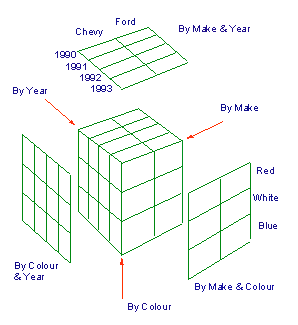 Ford
Chevy
By Make & Year
1990
1991
1992
1993
By Year
By Make
Red
White
Blue
By Colour
& Year
By Make & Colour
By Colour